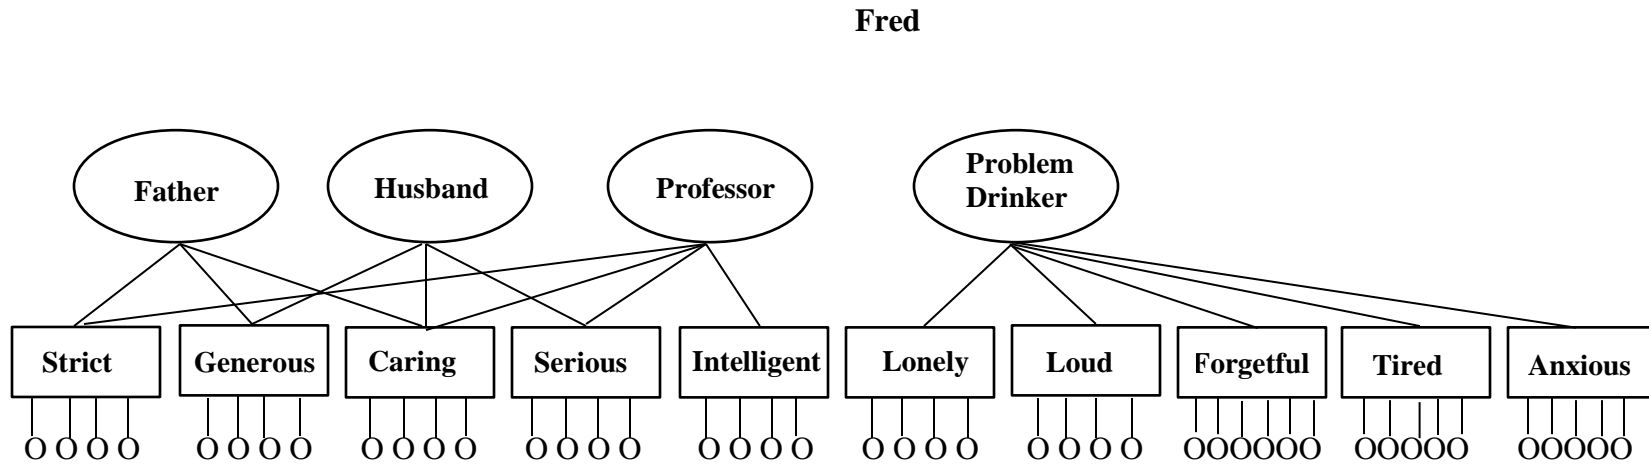 Fred
Father
Husband
Professor
Problem
Drinker
Strict
Generous
Caring
Serious
Intelligent
Lonely
Loud
Forgetful
Tired
Anxious
O O O O
O O O O
O O O O
O O O O
O O O O
O O O O
O O O O
OOOOOO
OOOOO
OOOOO